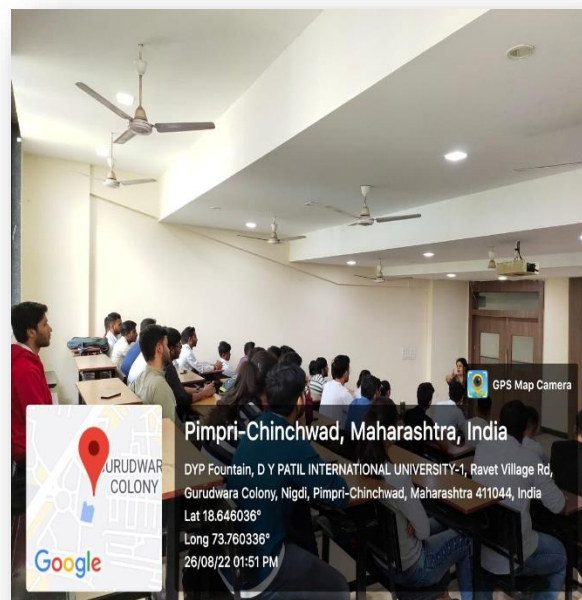 GPS Map Camera
Pimpri-Chinchwad, Maharashtra, India
DYP Fountain, D Y PATIL INTERNATIONAL UNIVERSITY-1, Ravet Village Rd,
Gurudwara Colony, Nigdi, Pimpri-Chinchwad, Maharashtra 411044, India
Lat 18.646036°
Long 73.760336°
26/08/22 01:51 PM
URUDWAR
COLONY
Google